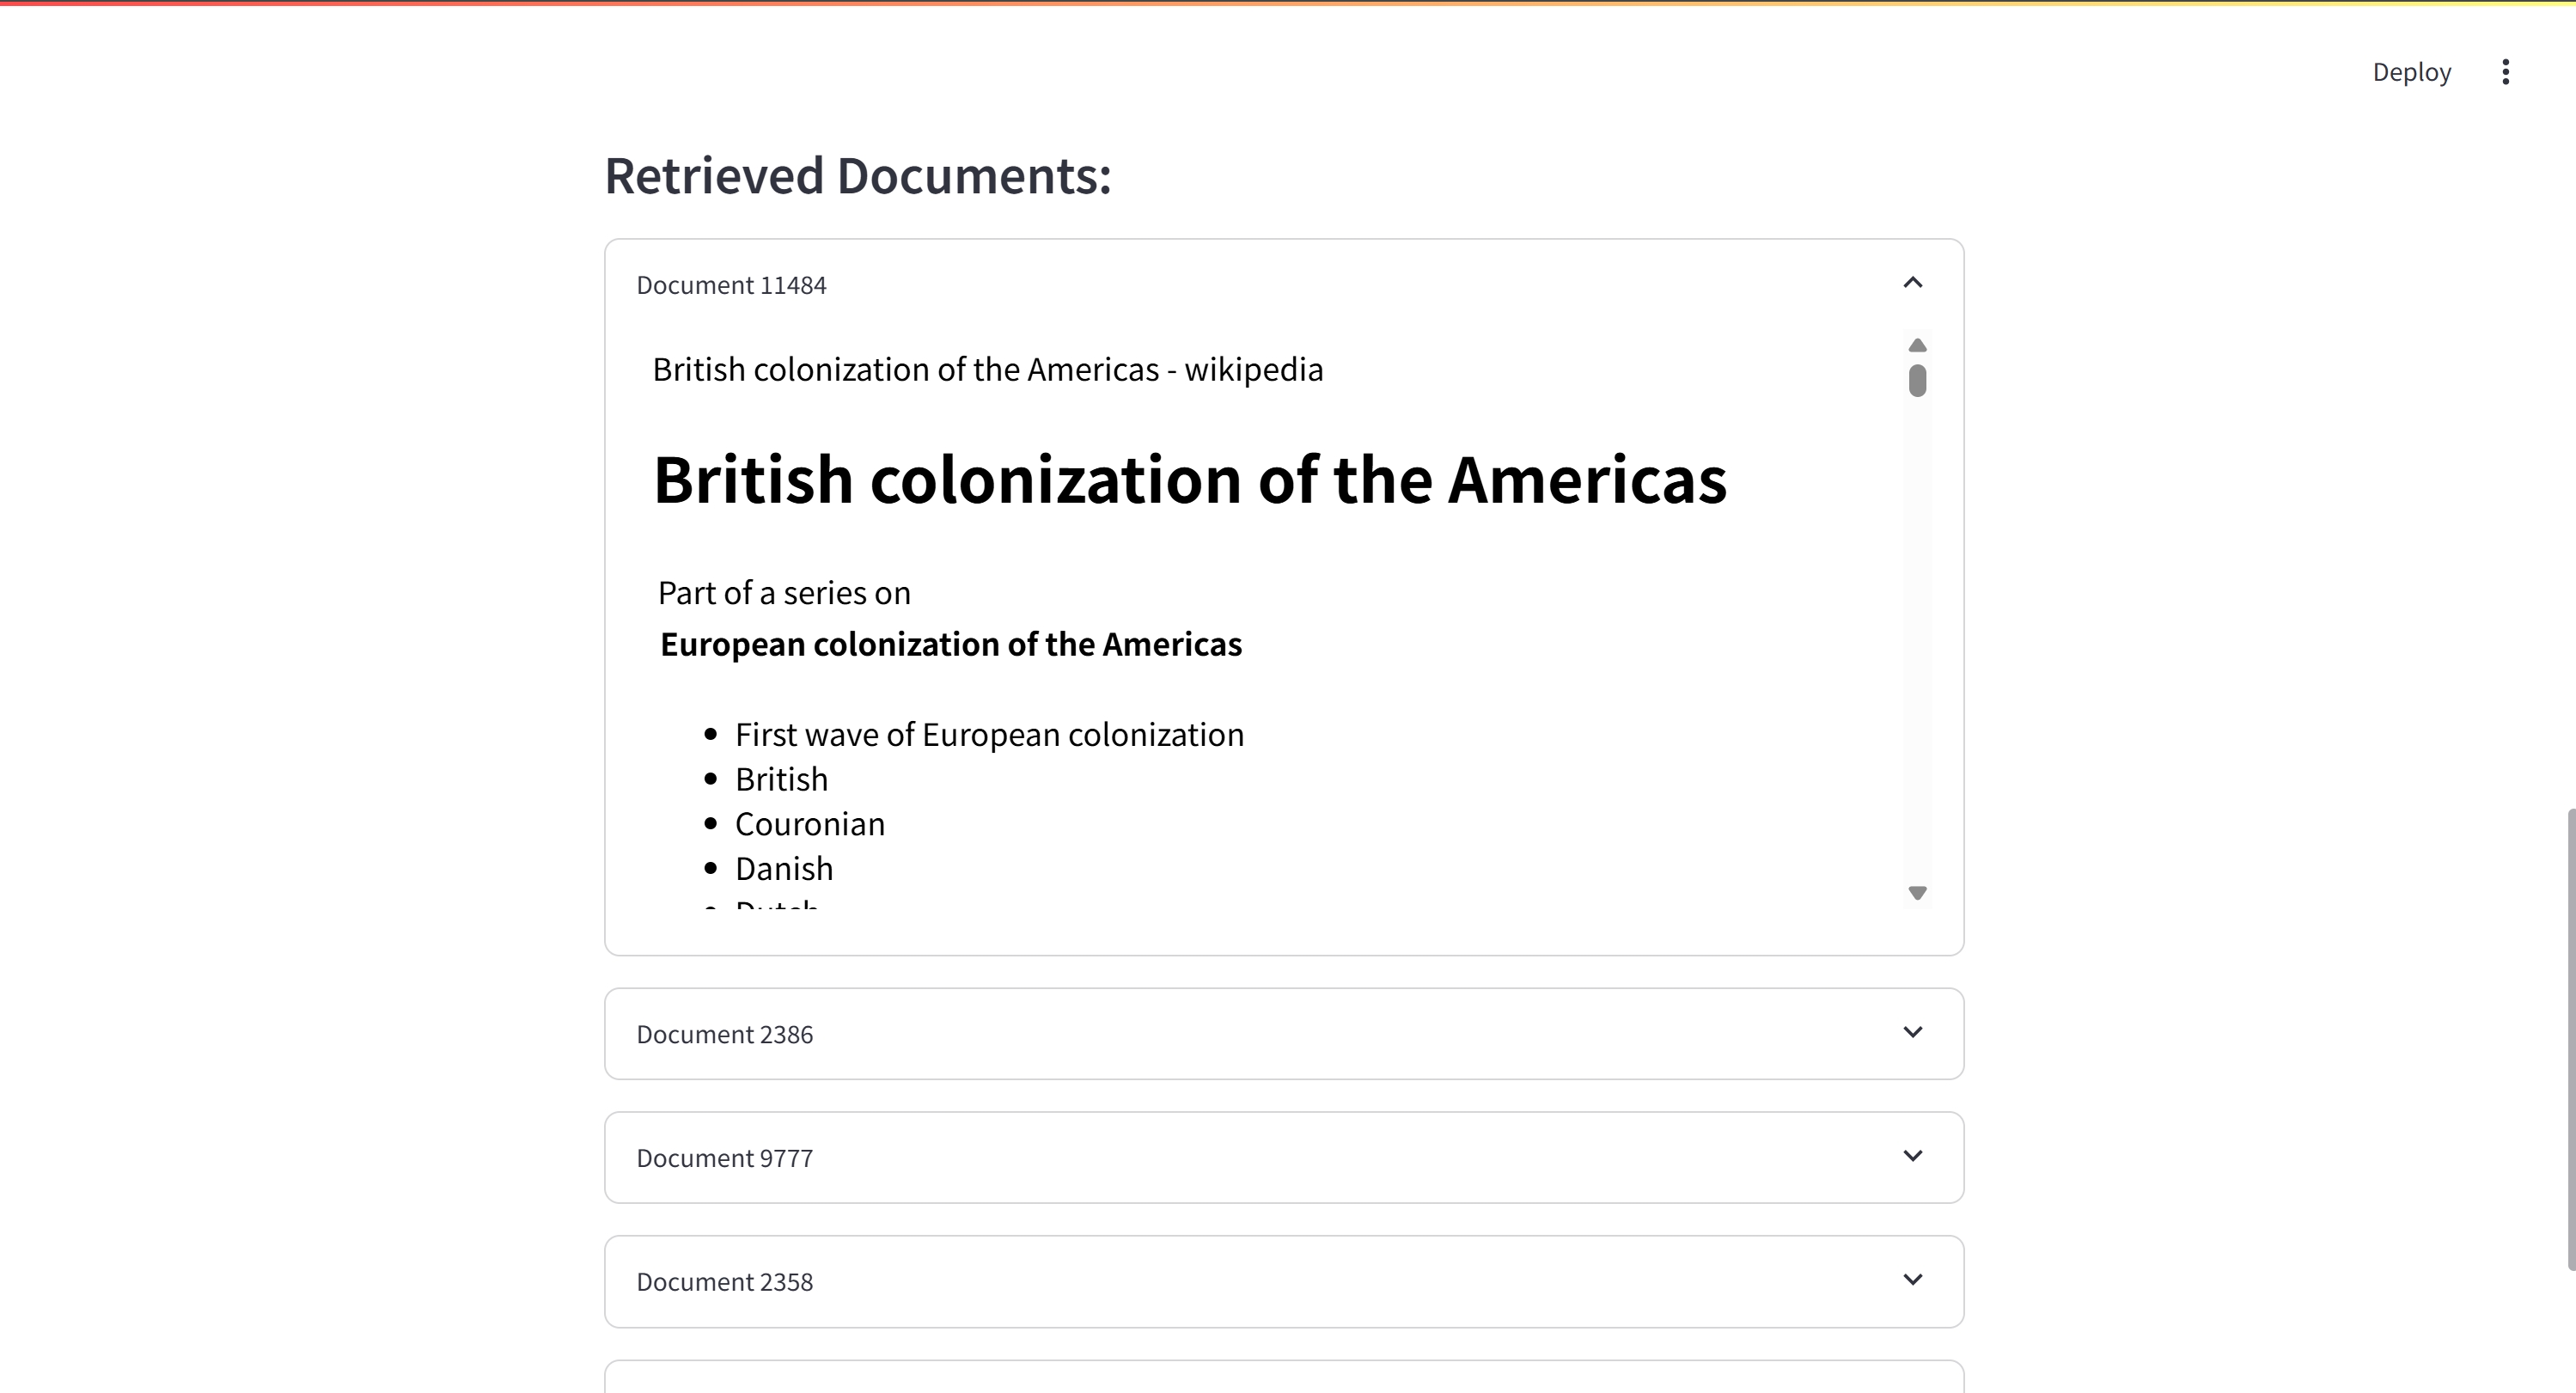 Deploy
Retrieved Documents:
Document 11484
British colonization of the Americas - wikipedia
British colonization of the Americas
Part of a series on
European colonization of the Americas
First wave of European colonization
British
Couronian
Danish
Dutch
Document 2386
Document 9777
Document 2358